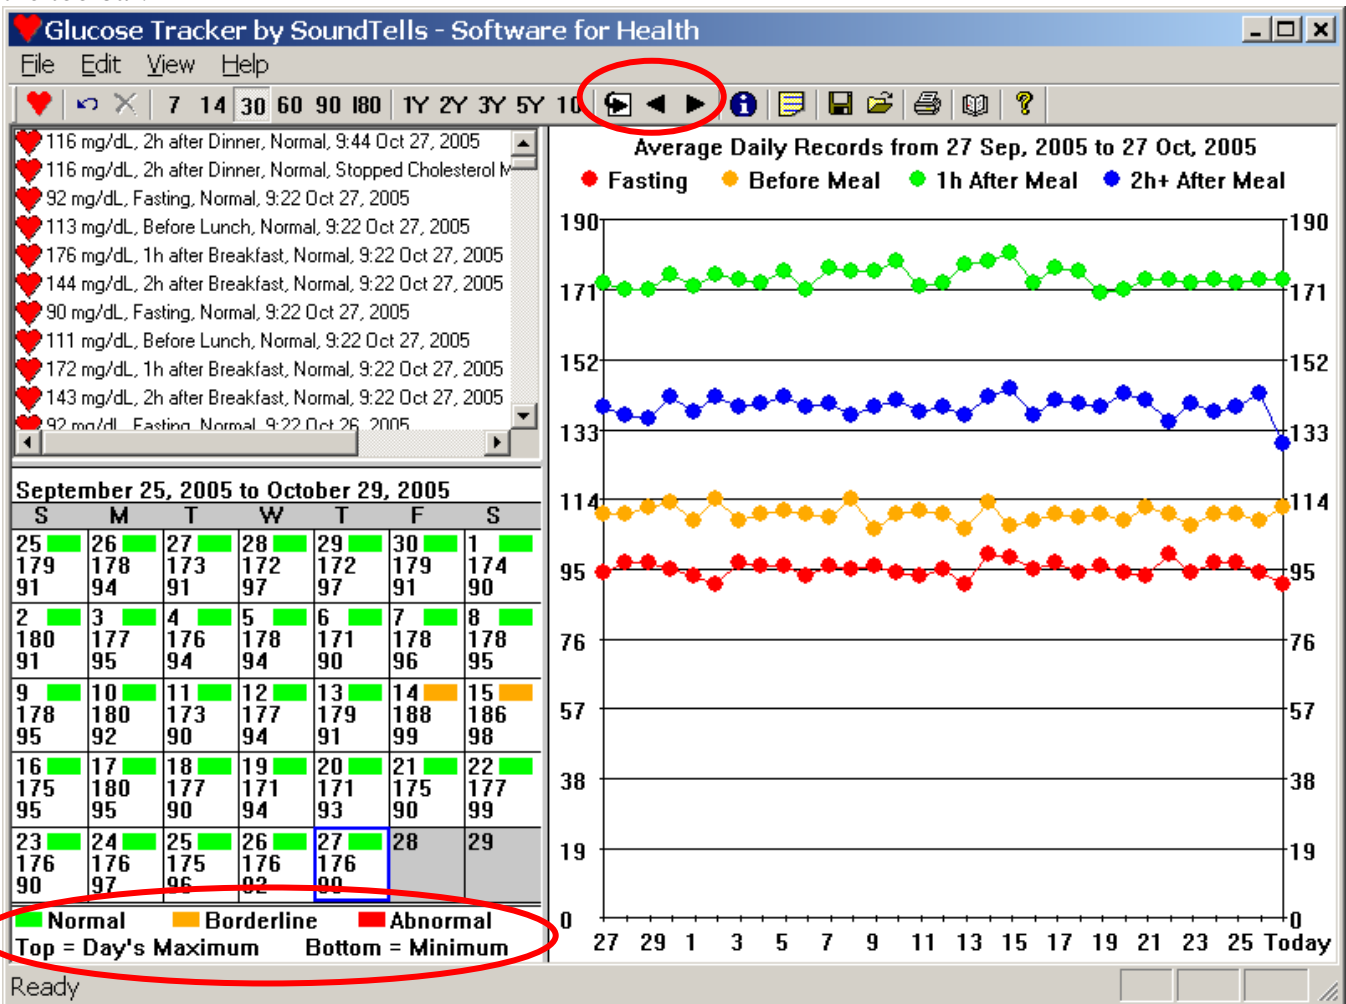 Glucose Tracker by SoundTells - Software for Health
File Edit View Help
7 14 30 60 90 180 1Y 2Y 3Y 5Y 10
116 mg/dL, 2h after Dinner, Normal, 9:44 Oct 27, 2005
116 mg/dL, 2h after Dinner, Normal, Stopped Cholesterol M
92 mg/dL, Fasting, Normal, 9:22 Oct 27, 2005
113 mg/dL, Before Lunch, Normal, 9:22 Oct 27, 2005
176 mg/dL, 1h after Breakfast, Normal, 9:22 Oct 27, 2005
144 mg/dL, 2h after Breakfast, Normal, 9:22 Oct 27, 2005
90 mg/dL, Fasting, Normal, 9:22 Oct 27, 2005
111 mg/dL, Before Lunch, Normal, 9:22 Oct 27, 2005
172 mg/dL, 1h after Breakfast, Normal, 9:22 Oct 27, 2005
143 mg/dL, 2h after Breakfast, Normal, 9:22 Oct 27, 2005
92 mg/dL, Fasting, Normal, 9:22 Oct 26, 2005
September 25, 2005 to October 29, 2005
S M T W T F S
25 26 27 28 29 30 1
179 178 173 172 172 179 174
91 94 91 97 97 91 90
2 3 4 5 6 7 8
180 177 176 178 171 178 178
91 95 94 94 90 96 95
9 10 11 12 13 14 15
178 180 173 177 179 188 186
95 92 90 94 91 99 98
16 17 18 19 20 21 22
175 180 177 171 171 175 177
95 95 90 94 93 90 99
23 24 25 26 27 28 29
176 176 175 176 176
90 97 96 92 90
Normal Borderline Abnormal
Top = Day's Maximum Bottom = Minimum
Average Daily Records from 27 Sep, 2005 to 27 Oct, 2005
Fasting Before Meal 1h After Meal 2h+ After Meal
190 190
171 171
152 152
133 133
114 114
95 95
76 76
57 57
38 38
19 19
0 0
27 29 1 3 5 7 9 11 13 15 17 19 21 23 25 Today
Ready